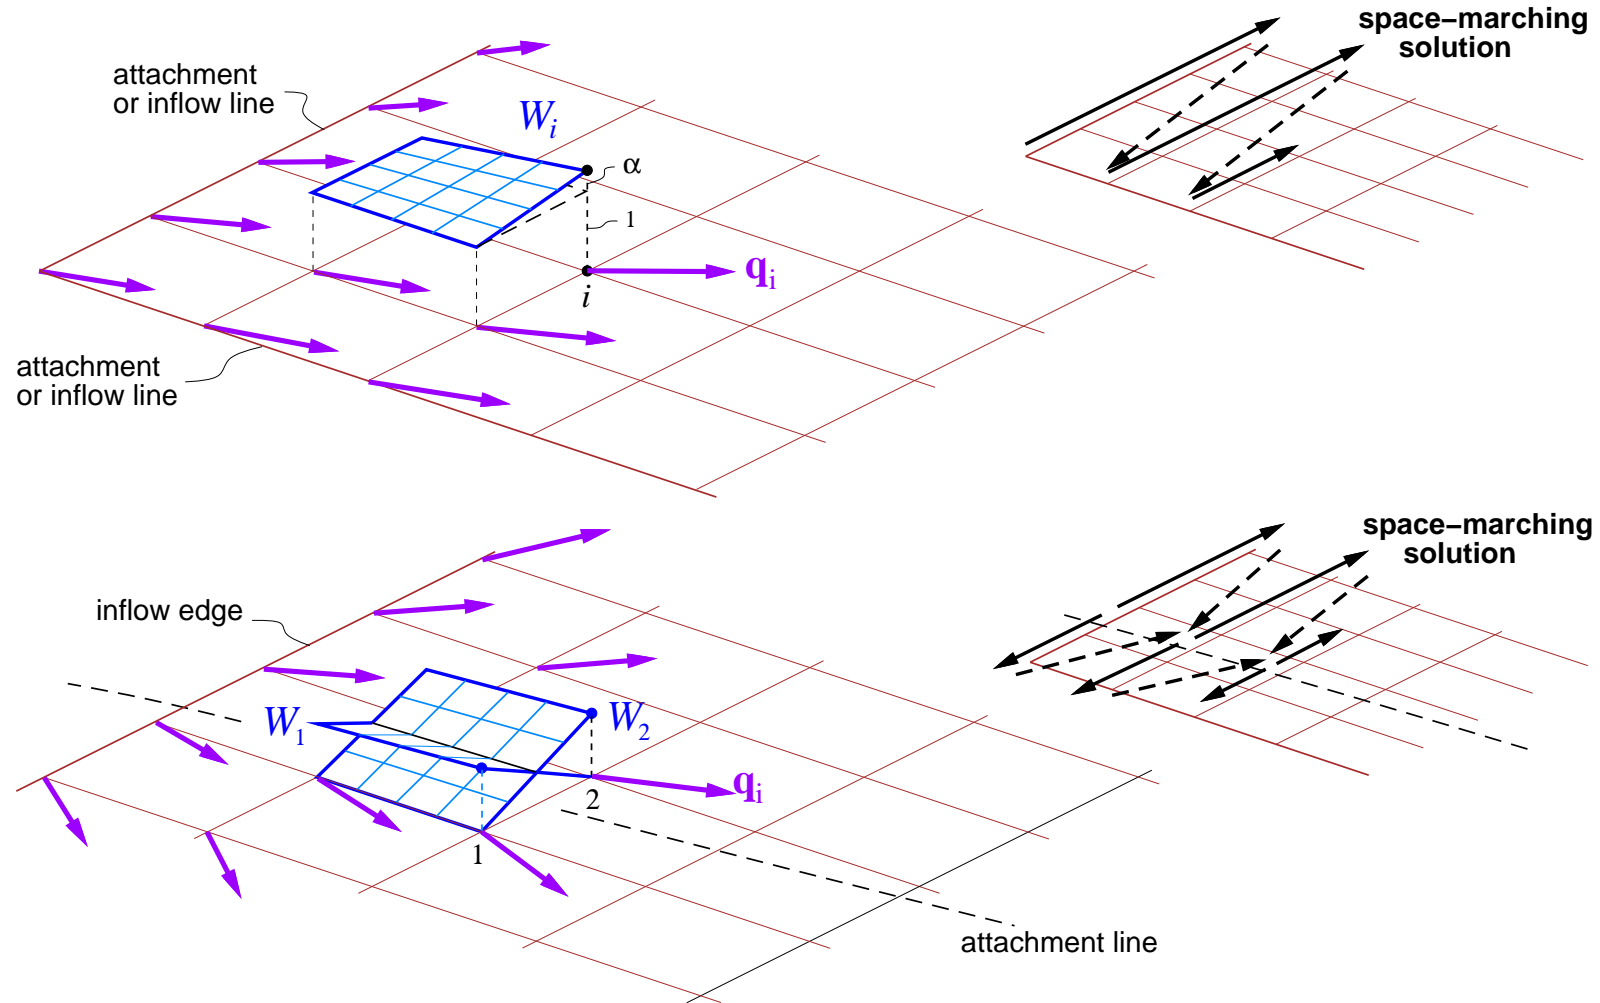 space−marching
solution
attachment
or inflow line
W_i
α
1
q_i
i
attachment
or inflow line
space−marching
solution
inflow edge
W_1
W_2
q_i
2
1
attachment line